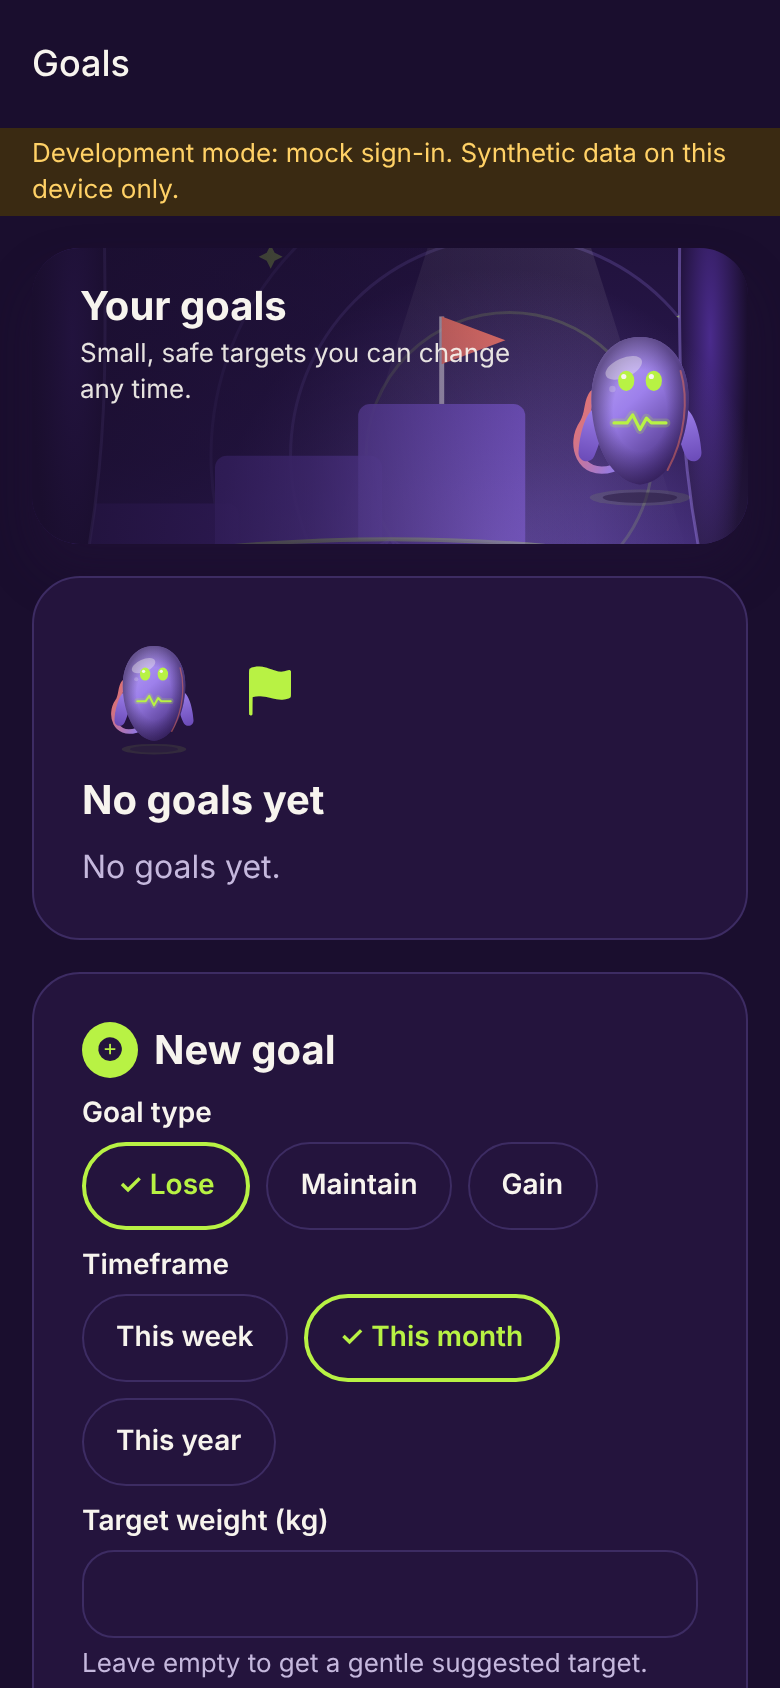 Goals
Development mode: mock sign-in. Synthetic data on this
device only.
Your goals
Small, safe targets you can change
any time.
No goals yet
No goals yet.
New goal
Goal type
✓ Lose
Maintain
Gain
Timeframe
This week
✓ This month
This year
Target weight (kg)
Leave empty to get a gentle suggested target.